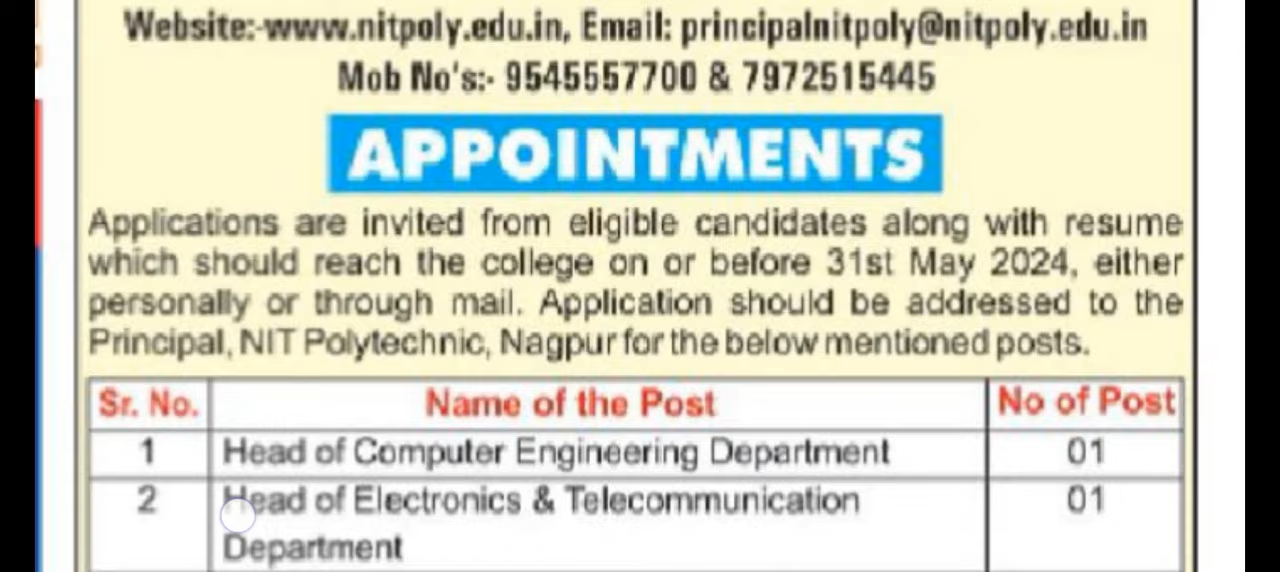 Website:-www.nitpoly.edu.in, Email: principalnitpoly@nitpoly.edu.in
Mob No's:- 9545557700 & 7972515445
APPOINTMENTS
Applications are invited from eligible candidates along with resume
which should reach the college on or before 31st May 2024, either
personally or through mail. Application should be addressed to the
Principal, NIT Polytechnic, Nagpur for the below mentioned posts.
Sr. No. Name of the Post No of Post
1 Head of Computer Engineering Department 01
2 Head of Electronics & Telecommunication 01
Department